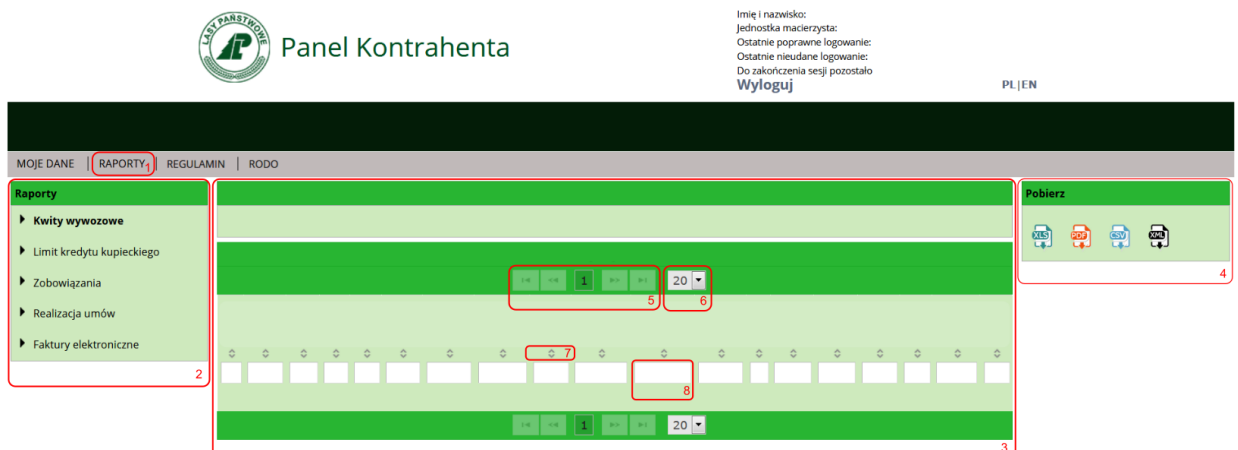 LASY PAŃSTWOWE
Panel Kontrahenta
Imię i nazwisko:
Jednostka macierzysta:
Ostatnie poprawne logowanie:
Ostatnie nieudane logowanie:
Do zakończenia sesji pozostało
Wyloguj
PL|EN
MOJE DANE | RAPORTY | REGULAMIN | RODO
1
Raporty
Kwity wywozowe
Limit kredytu kupieckiego
Zobowiązania
Realizacja umów
Faktury elektroniczne
2
1
5
20
6
7
8
1
20
3
Pobierz
XLS PDF CSV XML
4